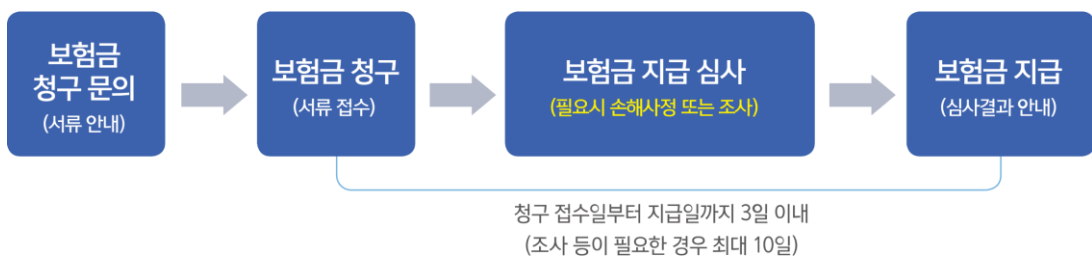 보험금
청구 문의
(서류 안내)
보험금 청구
(서류 접수)
보험금 지급 심사
(필요시 손해사정 또는 조사)
보험금 지급
(심사결과 안내)
청구 접수일부터 지급일까지 3일 이내
(조사 등이 필요한 경우 최대 10일)